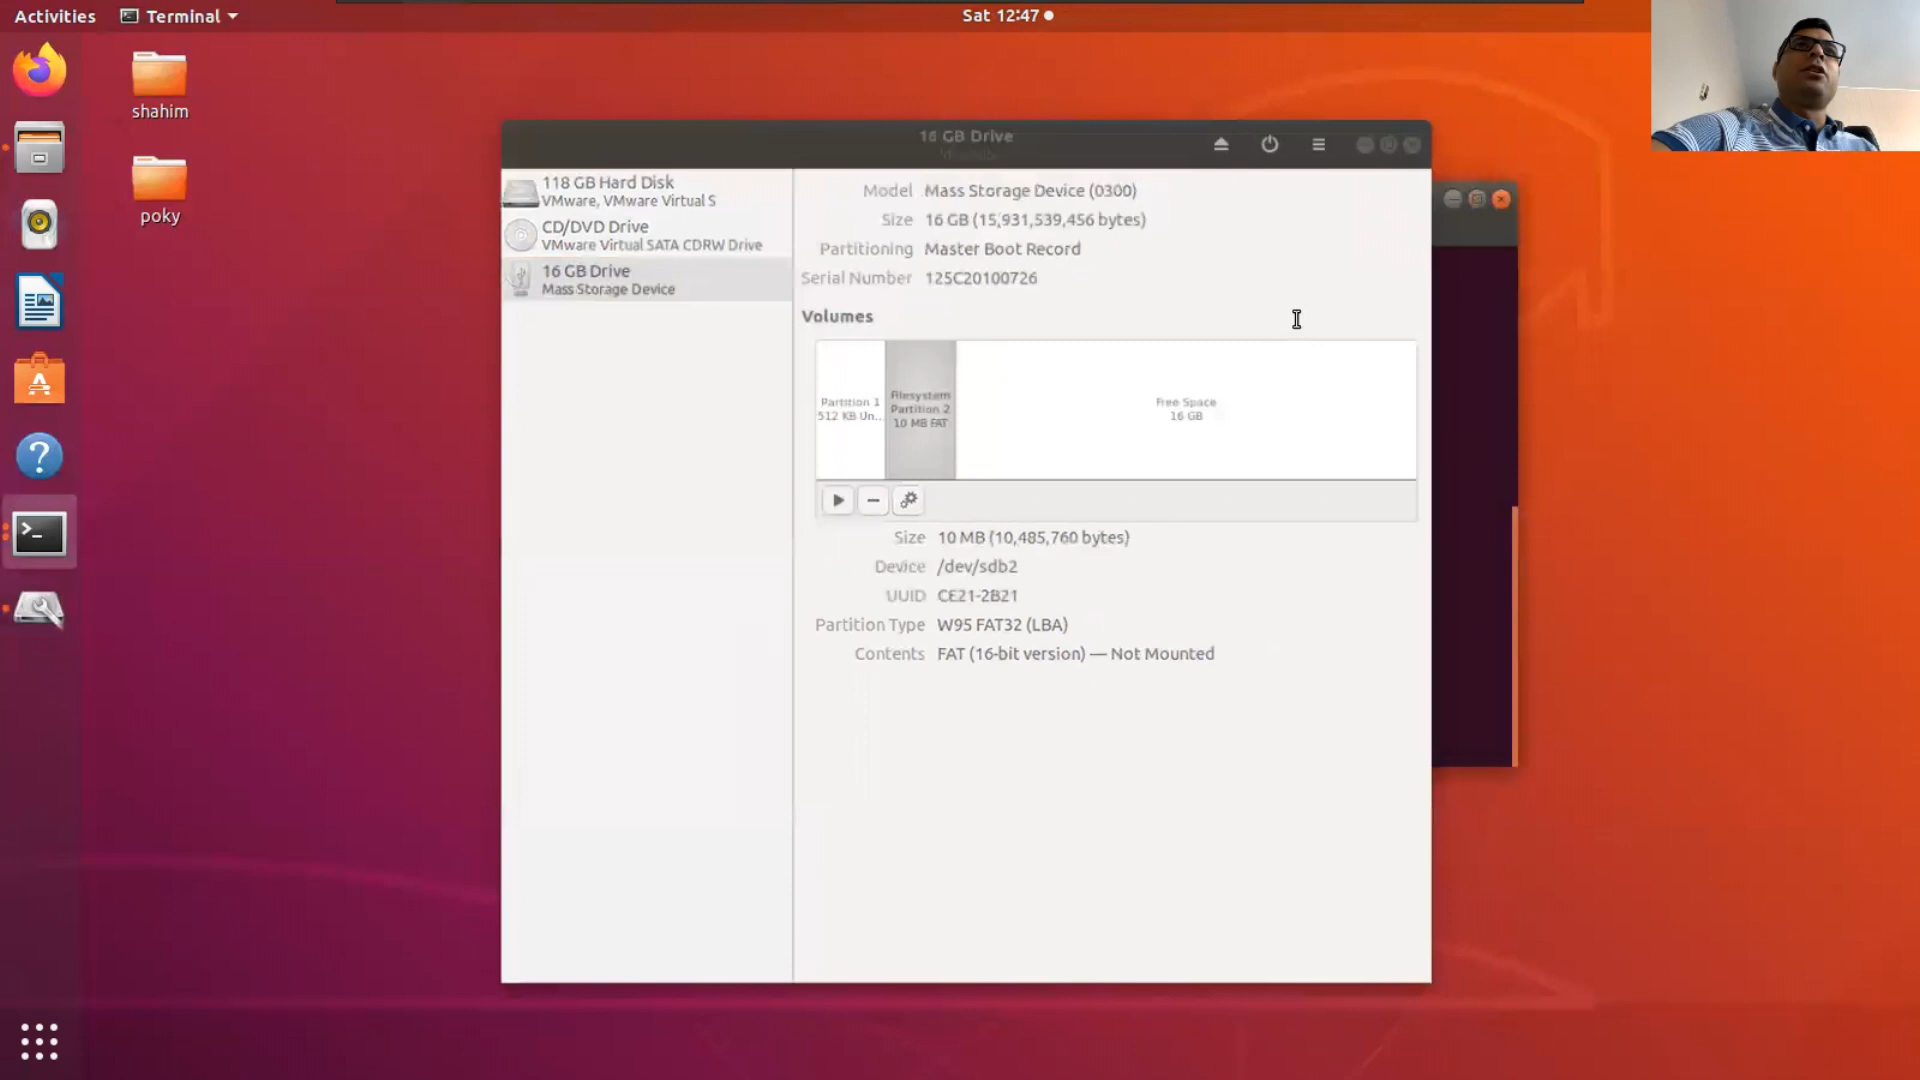 Activities
Terminal
Sat 12:47
shahim
poky
16 GB Drive
118 GB Hard Disk
VMware, VMware Virtual S
CD/DVD Drive
VMware Virtual SATA CDRW Drive
16 GB Drive
Mass Storage Device
Model Mass Storage Device (0300)
Size 16 GB (15,931,539,456 bytes)
Partitioning Master Boot Record
Serial Number 125C20100726
Volumes
Partition 1
512 KB Un...
Filesystem
Partition 2
10 MB FAT
Free Space
16 GB
Size 10 MB (10,485,760 bytes)
Device /dev/sdb2
UUID CE21-2B21
Partition Type W95 FAT32 (LBA)
Contents FAT (16-bit version) — Not Mounted